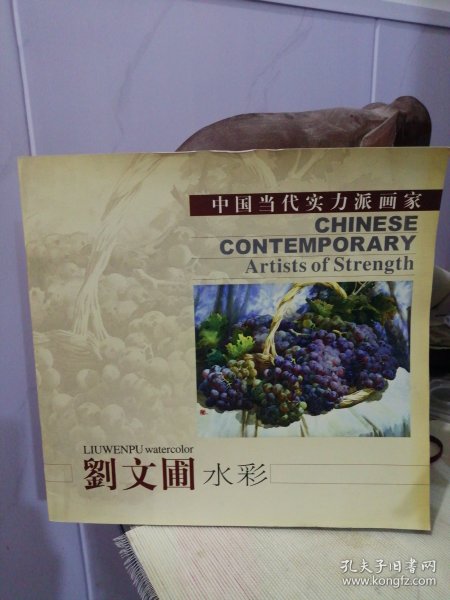 中国当代实力派画家
CHINESE
CONTEMPORARY
Artists of Strength
LIUWENPU watercolor
劉文圃 水彩
孔夫子旧书网
www.kongfz.com